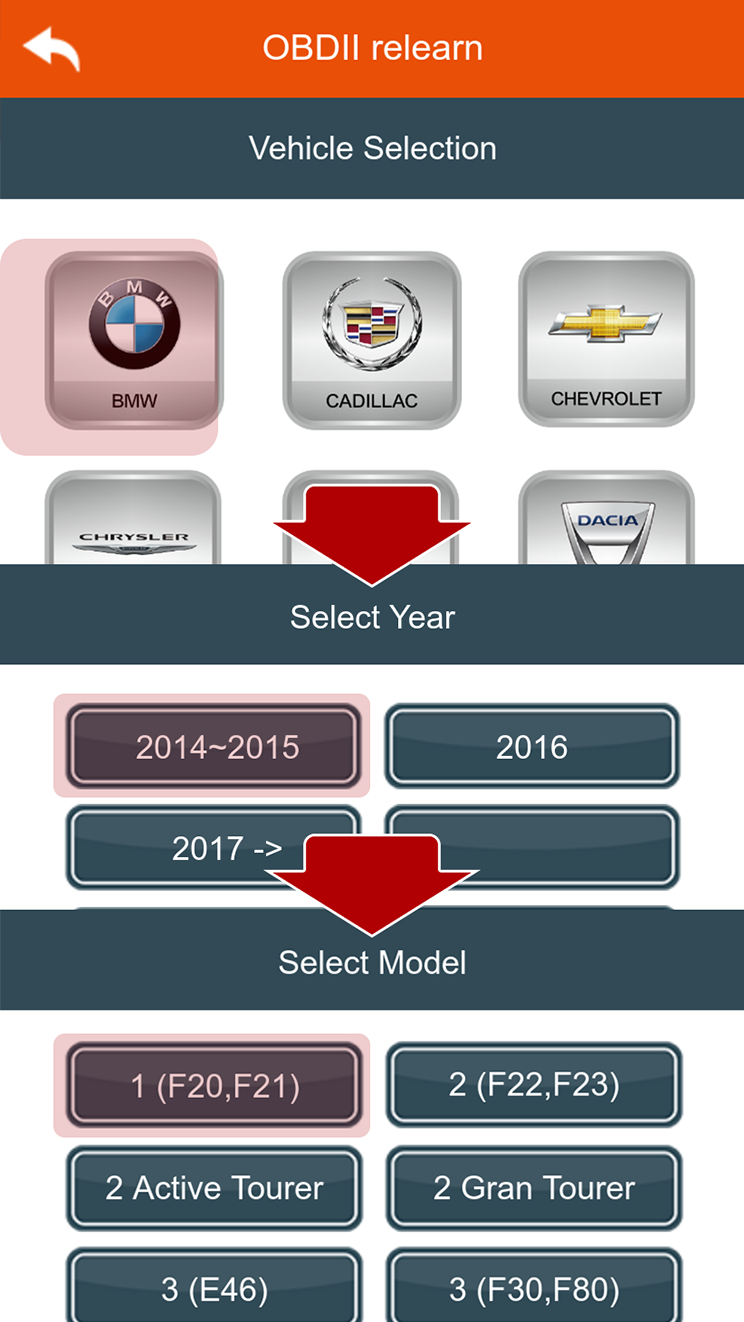 OBDII relearn
Vehicle Selection
BMW
BMW
CADILLAC
CHEVROLET
CHRYSLER
DACIA
Select Year
2014~2015
2016
2017 ->
Select Model
1 (F20,F21)
2 (F22,F23)
2 Active Tourer
2 Gran Tourer
3 (E46)
3 (F30,F80)